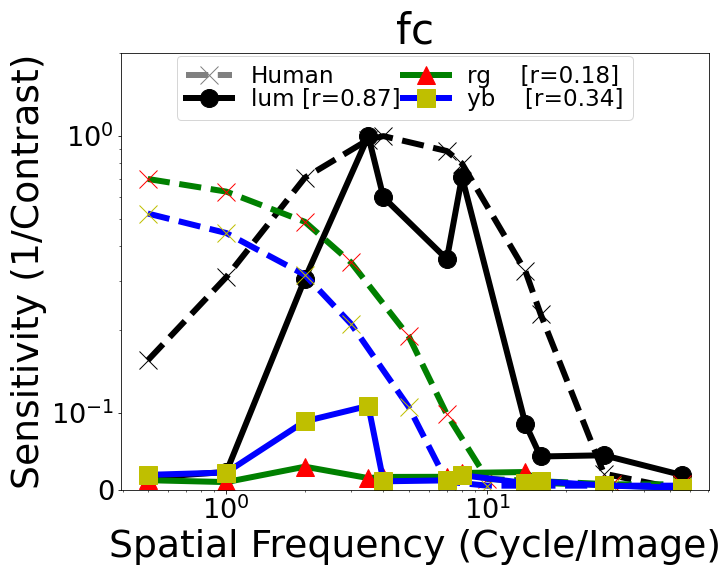 fc
Human
lum [r=0.87]
rg [r=0.18]
yb [r=0.34]
Sensitivity (1/Contrast)
10^0
10^-1
0
10^0
10^1
Spatial Frequency (Cycle/Image)